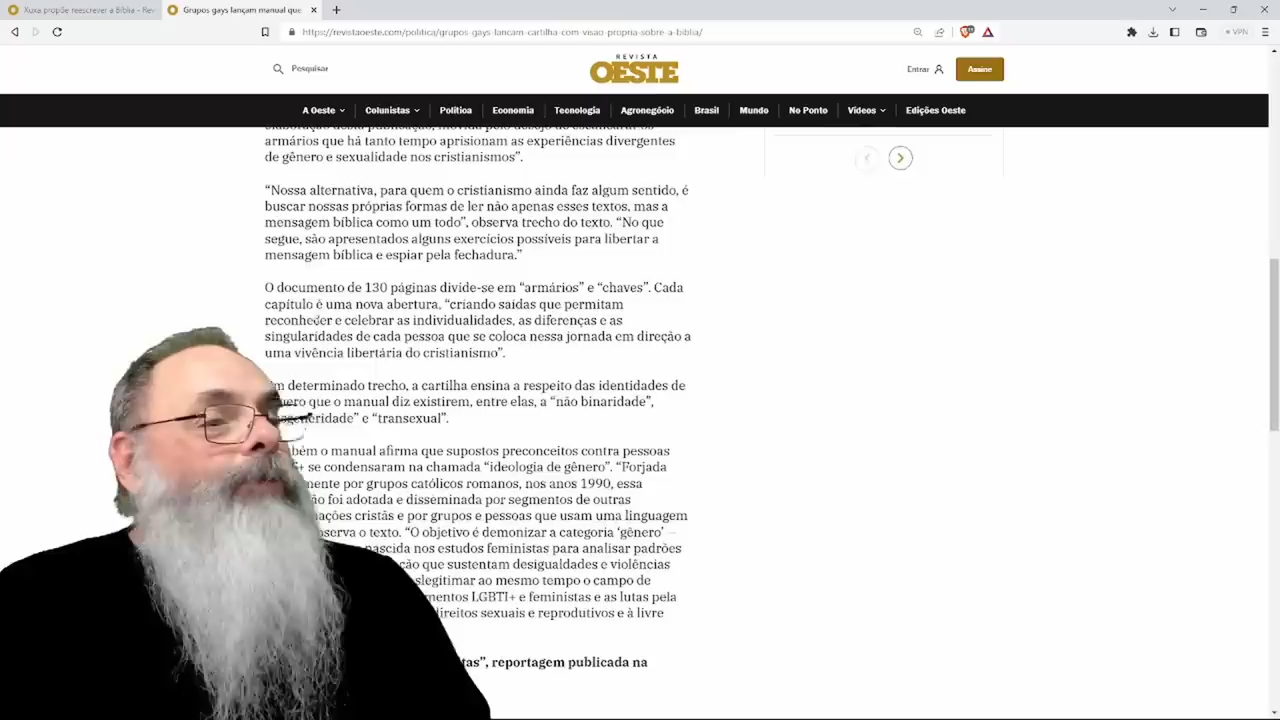 Xuxa propõe reescrever a Bíblia - Revi
Grupos gays lançam manual que
https://revistaoeste.com/politica/grupos-gays-lancam-cartilha-com-visao-propria-sobre-a-biblia/
VPN
Pesquisar
REVISTA
OESTE
Entrar
Assine
A Oeste
Colunistas
Política
Economia
Tecnologia
Agronegócio
Brasil
Mundo
No Ponto
Vídeos
Edições Oeste
armários que há tanto tempo aprisionam as experiências divergentes
de gênero e sexualidade nos cristianismos”.
“Nossa alternativa, para quem o cristianismo ainda faz algum sentido, é
buscar nossas próprias formas de ler não apenas esses textos, mas a
mensagem bíblica como um todo”, observa trecho do texto. “No que
segue, são apresentados alguns exercícios possíveis para libertar a
mensagem bíblica e espiar pela fechadura.”
O documento de 130 páginas divide-se em “armários” e “chaves”. Cada
capítulo é uma nova abertura, “criando saídas que permitam
reconhecer e celebrar as individualidades, as diferenças e as
singularidades de cada pessoa que se coloca nessa jornada em direção a
uma vivência libertária do cristianismo”.
m determinado trecho, a cartilha ensina a respeito das identidades de
que o manual diz existirem, entre elas, a “não binaridade”,
e “transexual”.
o manual afirma que supostos preconceitos contra pessoas
+ se condensaram na chamada “ideologia de gênero”. “Forjada
mente por grupos católicos romanos, nos anos 1990, essa
foi adotada e disseminada por segmentos de outras
cristãs e por grupos e pessoas que usam uma linguagem
o texto. “O objetivo é demonizar a categoria ‘gênero’ —
nascida nos estudos feministas para analisar padrões
ção que sustentam desigualdades e violências
slegitimar ao mesmo tempo o campo de
mentos LGBTI+ e feministas e as lutas pela
direitos sexuais e reprodutivos e à livre
tas”, reportagem publicada na